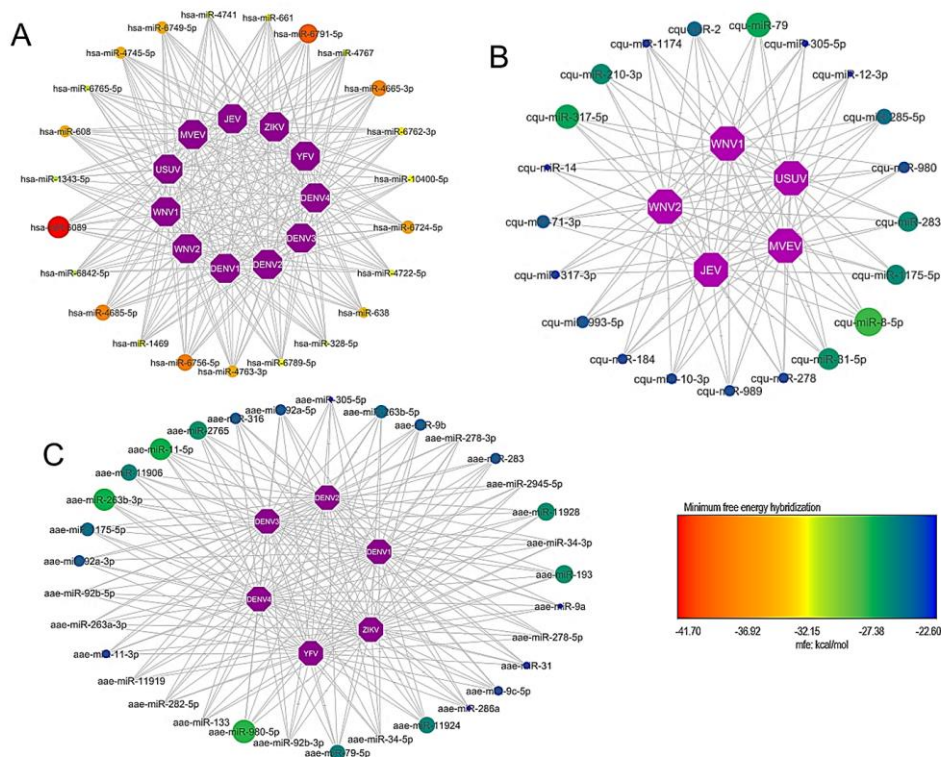 A
hsa-miR-4741
hsa-miR-661
hsa-miR-6749-5p
hsa-miR-6791-5p
hsa-miR-4745-5p
hsa-miR-4767
hsa-miR-6765-5p
hsa-miR-4665-3p
hsa-miR-608
hsa-miR-6762-3p
hsa-miR-1343-5p
hsa-miR-10400-5p
hsa-miR-6724-5p
hsa-miR-6842-5p
hsa-miR-4722-5p
hsa-miR-4685-5p
hsa-miR-638
hsa-miR-1469
hsa-miR-328-5p
hsa-miR-6756-5p
hsa-miR-6789-5p
hsa-miR-4763-3p
JEV
ZIKV
MVEV
YFV
USUV
DENV4
WNV1
DENV3
WNV2
DENV2
DENV1
B
cqu-miR-2
cqu-miR-79
cqu-miR-1174
cqu-miR-305-5p
cqu-miR-210-3p
cqu-miR-12-3p
cqu-miR-317-5p
cqu-miR-285-5p
cqu-miR-14
cqu-miR-980
cqu-miR-71-3p
cqu-miR-283
cqu-miR-317-3p
cqu-miR-1175-5p
cqu-miR-993-5p
cqu-miR-8-5p
cqu-miR-184
cqu-miR-31-5p
cqu-miR-10-3p
cqu-miR-278
cqu-miR-989
WNV1
USUV
WNV2
MVEV
JEV
C
aae-miR-305-5p
aae-miR-92a-5p
aae-miR-263b-5p
aae-miR-316
aae-miR-9b
aae-miR-2765
aae-miR-278-3p
aae-miR-11-5p
aae-miR-283
aae-miR-11906
aae-miR-2945-5p
aae-miR-263b-3p
aae-miR-11928
aae-miR-1175-5p
aae-miR-34-3p
aae-miR-92a-3p
aae-miR-193
aae-miR-92b-5p
aae-miR-9a
aae-miR-263a-3p
aae-miR-278-5p
aae-miR-11-3p
aae-miR-31
aae-miR-11919
aae-miR-9c-5p
aae-miR-282-5p
aae-miR-286a
aae-miR-133
aae-miR-11924
aae-miR-980-5p
aae-miR-34-5p
aae-miR-92b-3p
aae-miR-79-5p
DENV2
DENV3
DENV1
DENV4
ZIKV
YFV
Minimum free energy hybridization
-41.70 -36.92 -32.15 -27.38 -22.60
mfe: kcal/mol